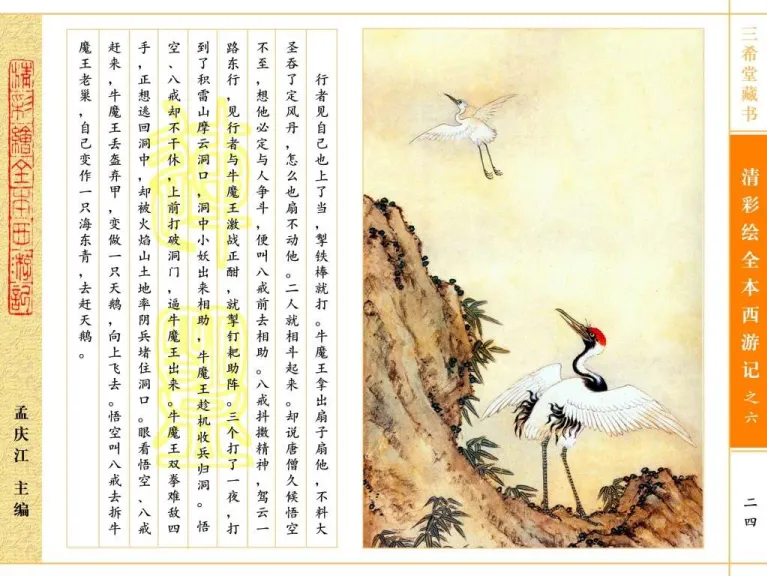 三希堂藏书
清彩绘全本西游记之六
二四
行者见自己也上了当，掣铁棒就打。牛魔王拿出扇子扇他，不料大
圣吞了定风丹，怎么也扇不动他。二人就相斗起来。却说唐僧久候悟空
不至，想他必定与人争斗，便叫八戒前去相助。八戒抖擞精神，驾云一
路东行，见行者与牛魔王激战正酣，就掣钉耙助阵。三个打了一夜，打
到了积雷山摩云洞口，洞中小妖出来相助，牛魔王趁机收兵归洞。悟
空、八戒却不干休，上前打破洞门，逼牛魔王出来。牛魔王双拳难敌四
手，正想逃回洞中，却被火焰山土地率阴兵堵住洞口。眼看悟空、八戒
赶来，牛魔王丢盔弃甲，变做一只天鹅，向上飞去。悟空叫八戒去拆牛
魔王老巢，自己变作一只海东青，去赶天鹅。
清彩繪全本西游記
孟庆江 主编